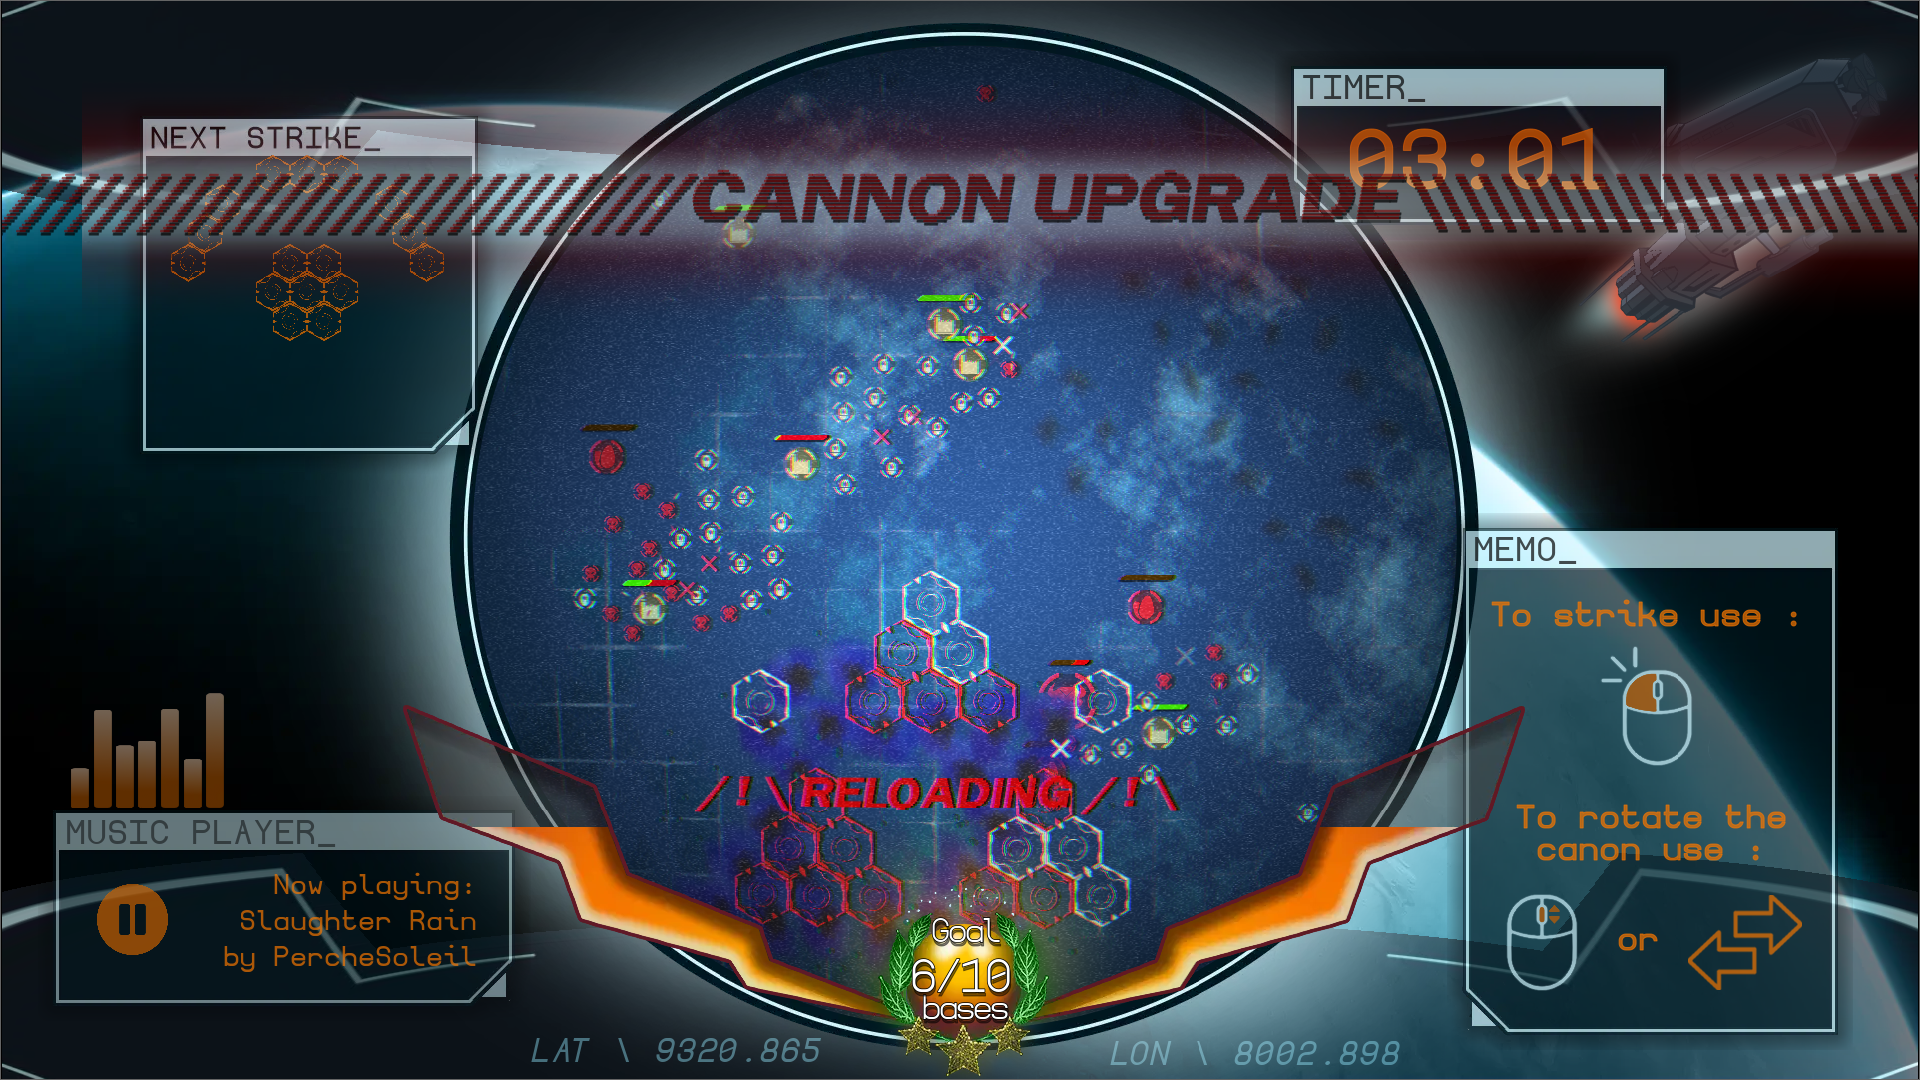 TIMER_
03:01
NEXT STRIKE_
CANNON UPGRADE
MEMO_
To strike use :
To rotate the
canon use :
or
/!\ RELOADING /!\
MUSIC PLAYER_
Now playing:
Slaughter Rain
by PercheSoleil
Goal
6/10
bases
LAT \ 9320.865
LON \ 8002.898